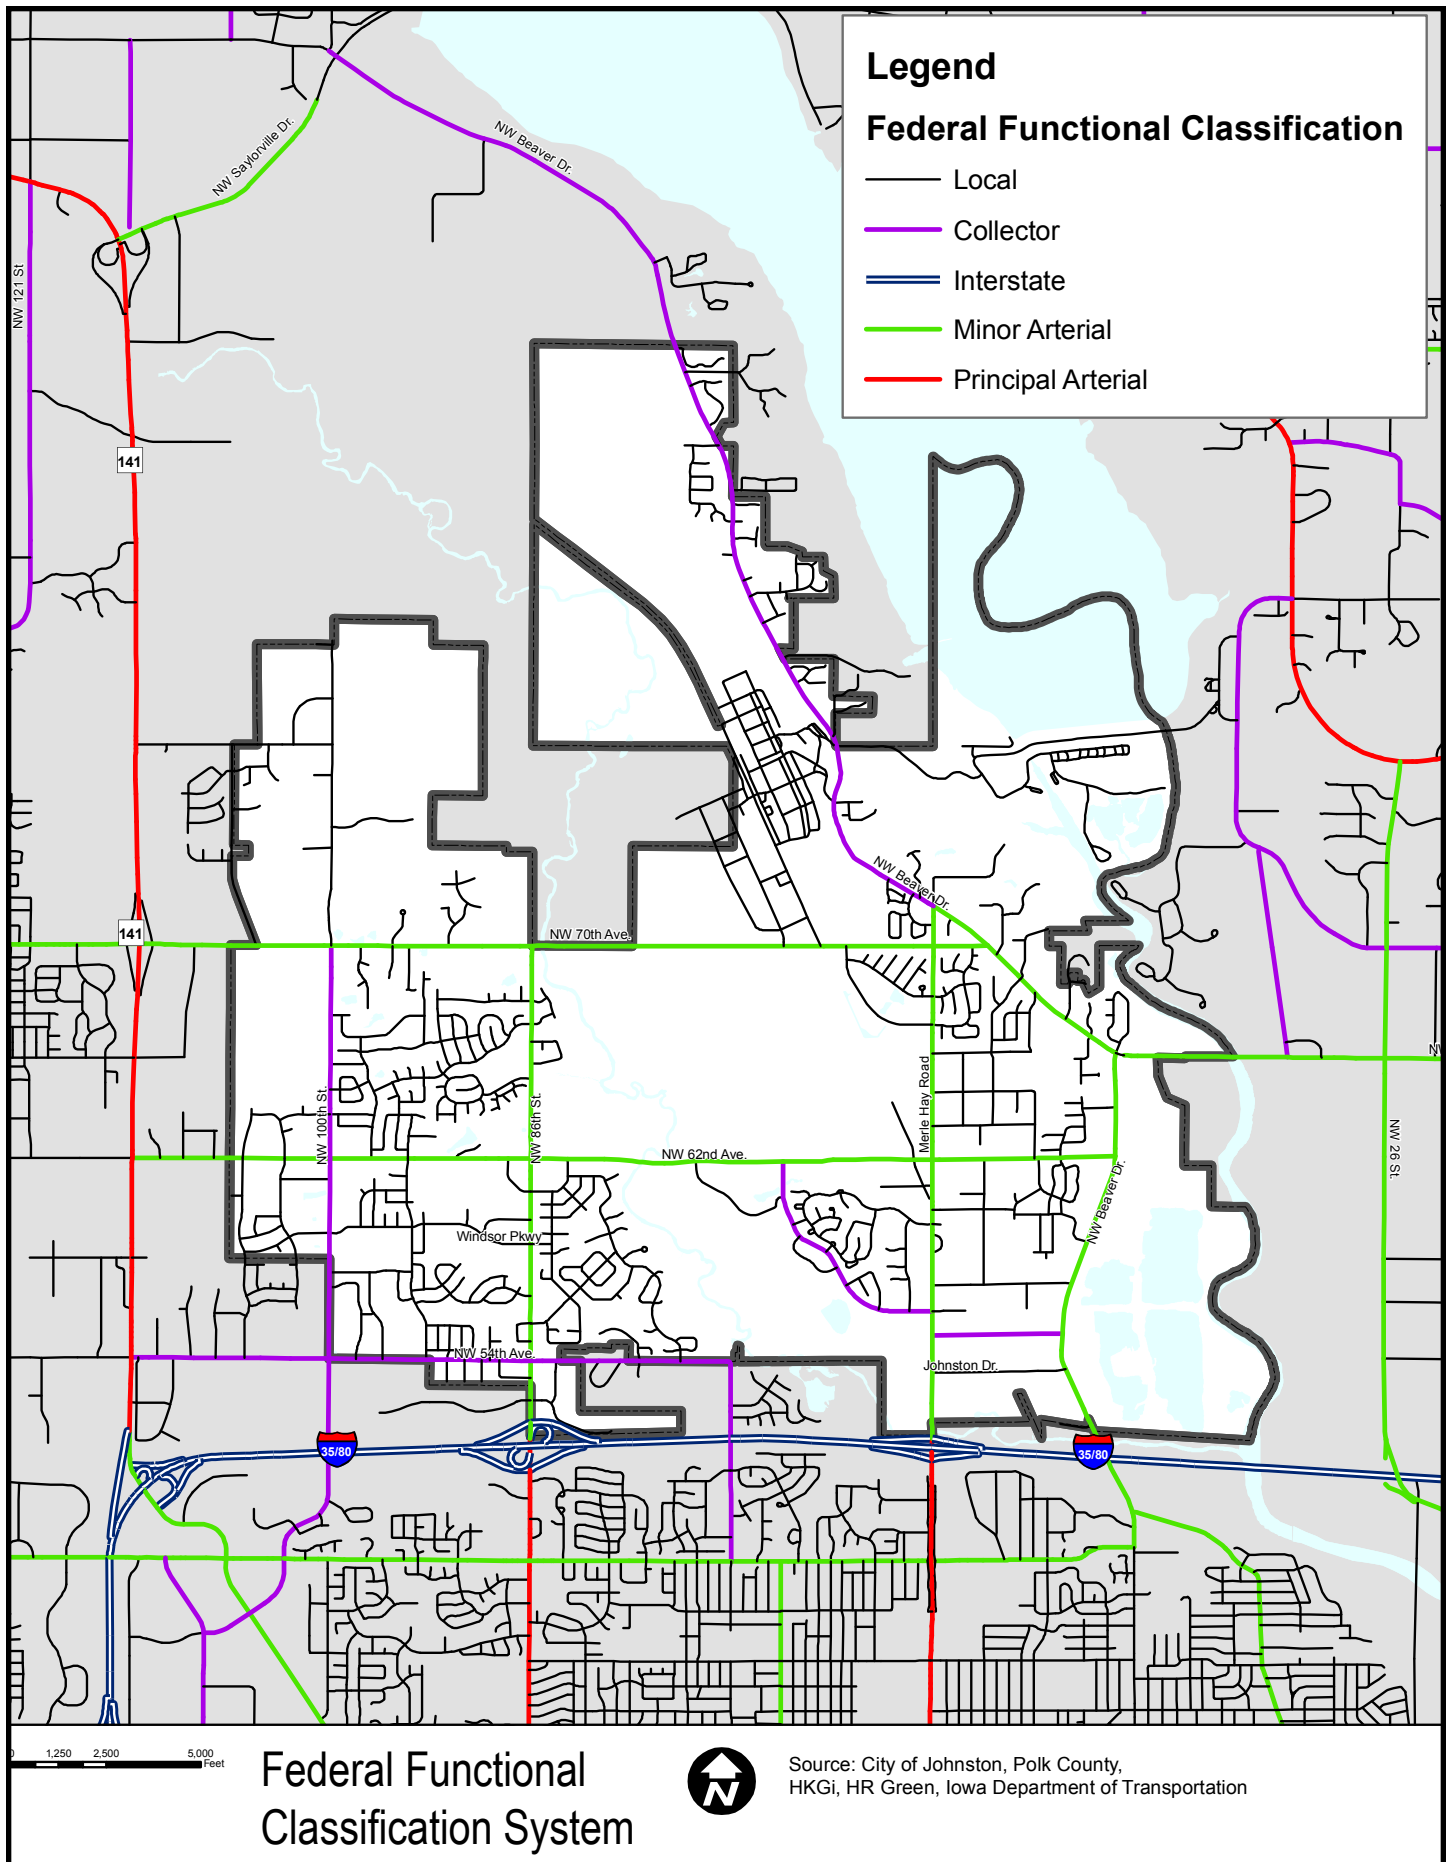 Legend
Federal Functional Classification
Local
Collector
Interstate
Minor Arterial
Principal Arterial
NW Beaver Dr.
NW Saylorville Dr.
NW 121 St
141
141
NW Beaver Dr.
NW 70th Ave.
NW 100th St.
NW 86th St.
Merle Hay Road
NW 26 St.
NW 62nd Ave.
NW Beaver Dr.
Windsor Pkwy
NW 54th Ave.
Johnston Dr.
35/80
35/80
0 1,250 2,500 5,000
Feet
Federal Functional
Classification System
N
Source: City of Johnston, Polk County,
HKGi, HR Green, Iowa Department of Transportation